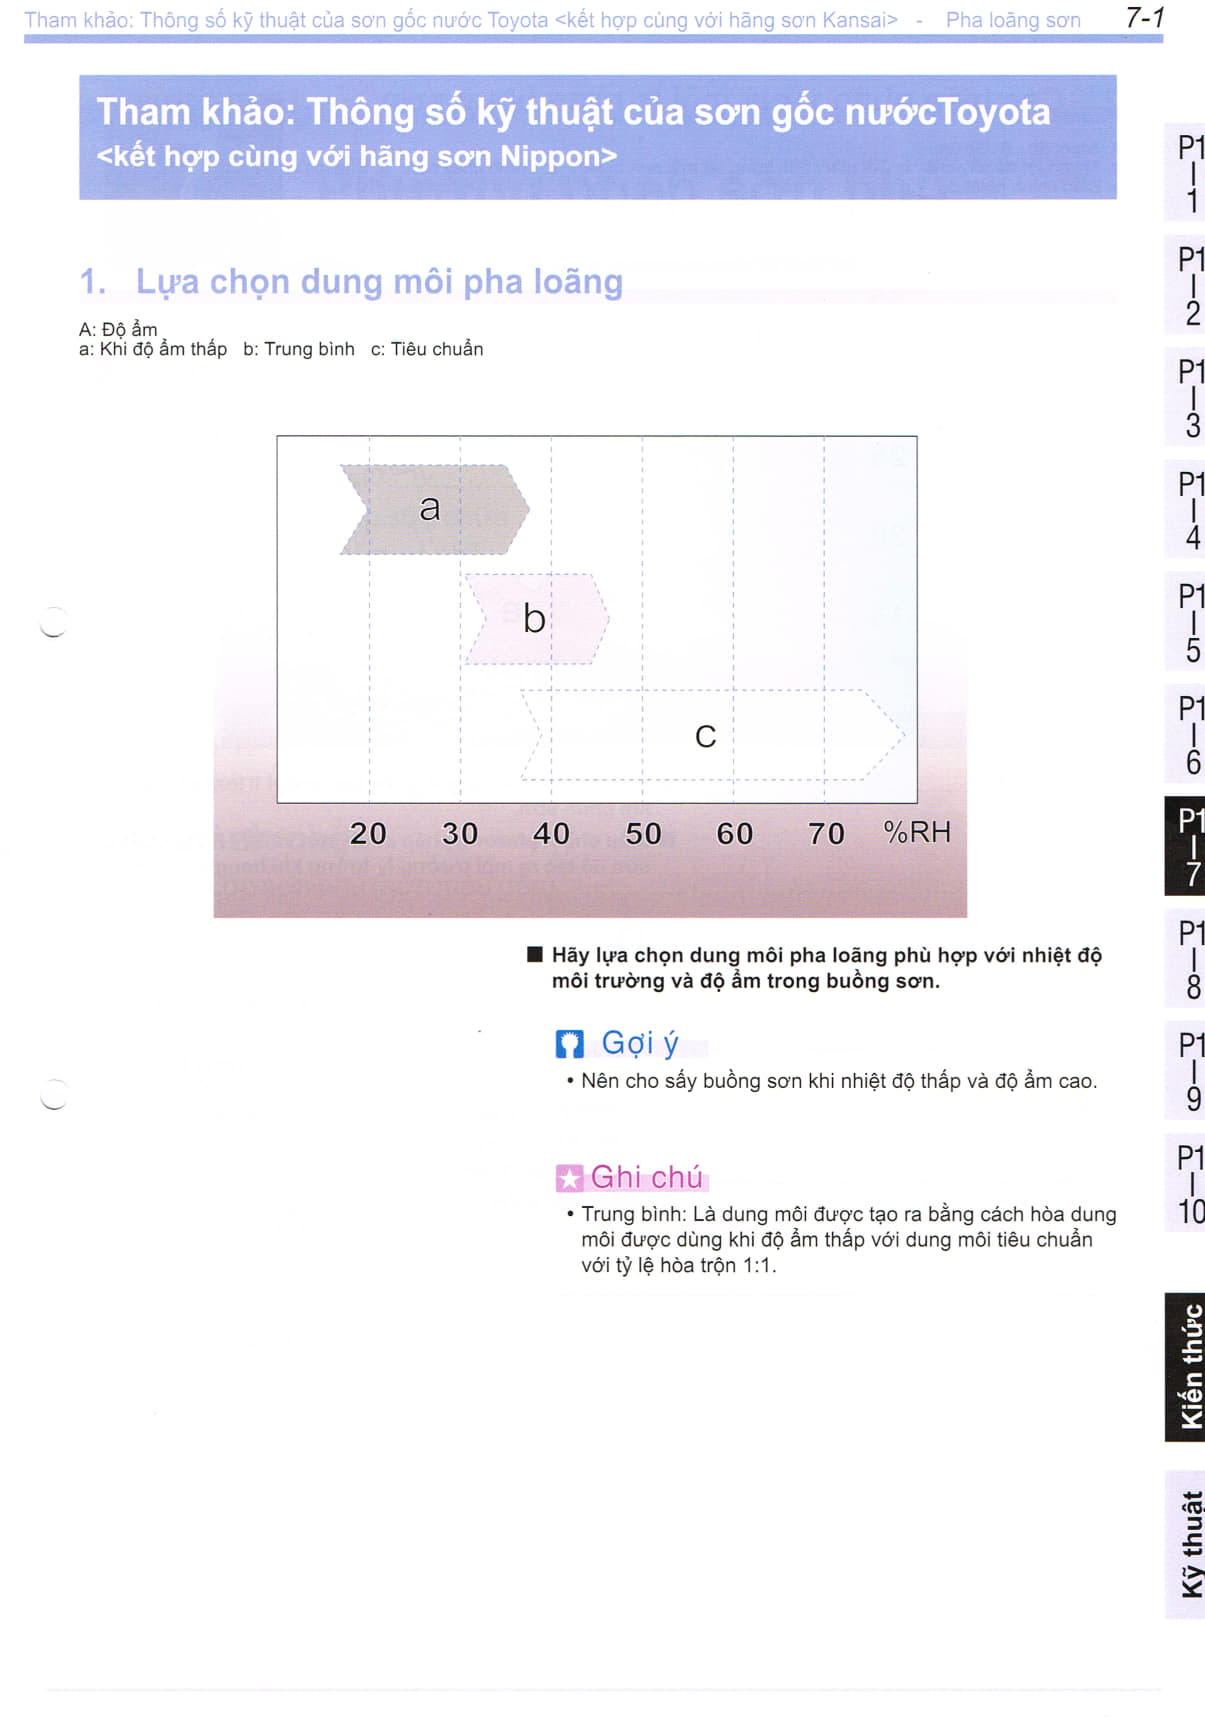 Tham khảo: Thông số kỹ thuật của sơn gốc nước Toyota <kết hợp cùng với hãng sơn Kansai> - Pha loãng sơn 7-1
Tham khảo: Thông số kỹ thuật của sơn gốc nướcToyota
<kết hợp cùng với hãng sơn Nippon>
1. Lựa chọn dung môi pha loãng
A: Độ ẩm
a: Khi độ ẩm thấp b: Trung bình c: Tiêu chuẩn
a
b
c
20 30 40 50 60 70 %RH
■ Hãy lựa chọn dung môi pha loãng phù hợp với nhiệt độ
môi trường và độ ẩm trong buồng sơn.
Gợi ý
• Nên cho sấy buồng sơn khi nhiệt độ thấp và độ ẩm cao.
Ghi chú
• Trung bình: Là dung môi được tạo ra bằng cách hòa dung
môi được dùng khi độ ẩm thấp với dung môi tiêu chuẩn
với tỷ lệ hòa trộn 1:1.
P1
1
P1
2
P1
3
P1
4
P1
5
P1
6
P1
7
P1
8
P1
9
P1
10
Kiến thức
Kỹ thuật